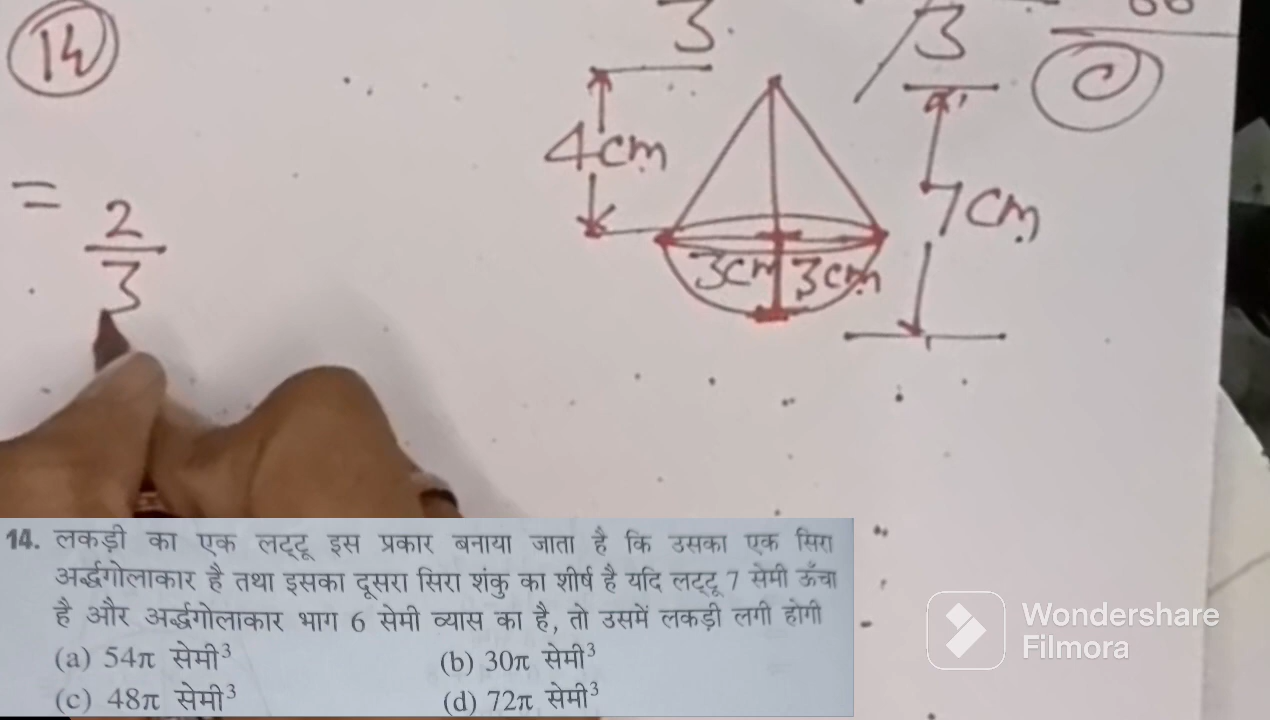 14
3.
3
c
4cm
7cm
= 2/3
3cm 3cm
14. लकड़ी का एक लट्टू इस प्रकार बनाया जाता है कि उसका एक सिरा
अर्द्धगोलाकार है तथा इसका दूसरा सिरा शंकु का शीर्ष है यदि लट्टू 7 सेमी ऊँचा
है और अर्द्धगोलाकार भाग 6 सेमी व्यास का है, तो उसमें लकड़ी लगी होगी
(a) 54π सेमी³ (b) 30π सेमी³
(c) 48π सेमी³ (d) 72π सेमी³
Wondershare
Filmora